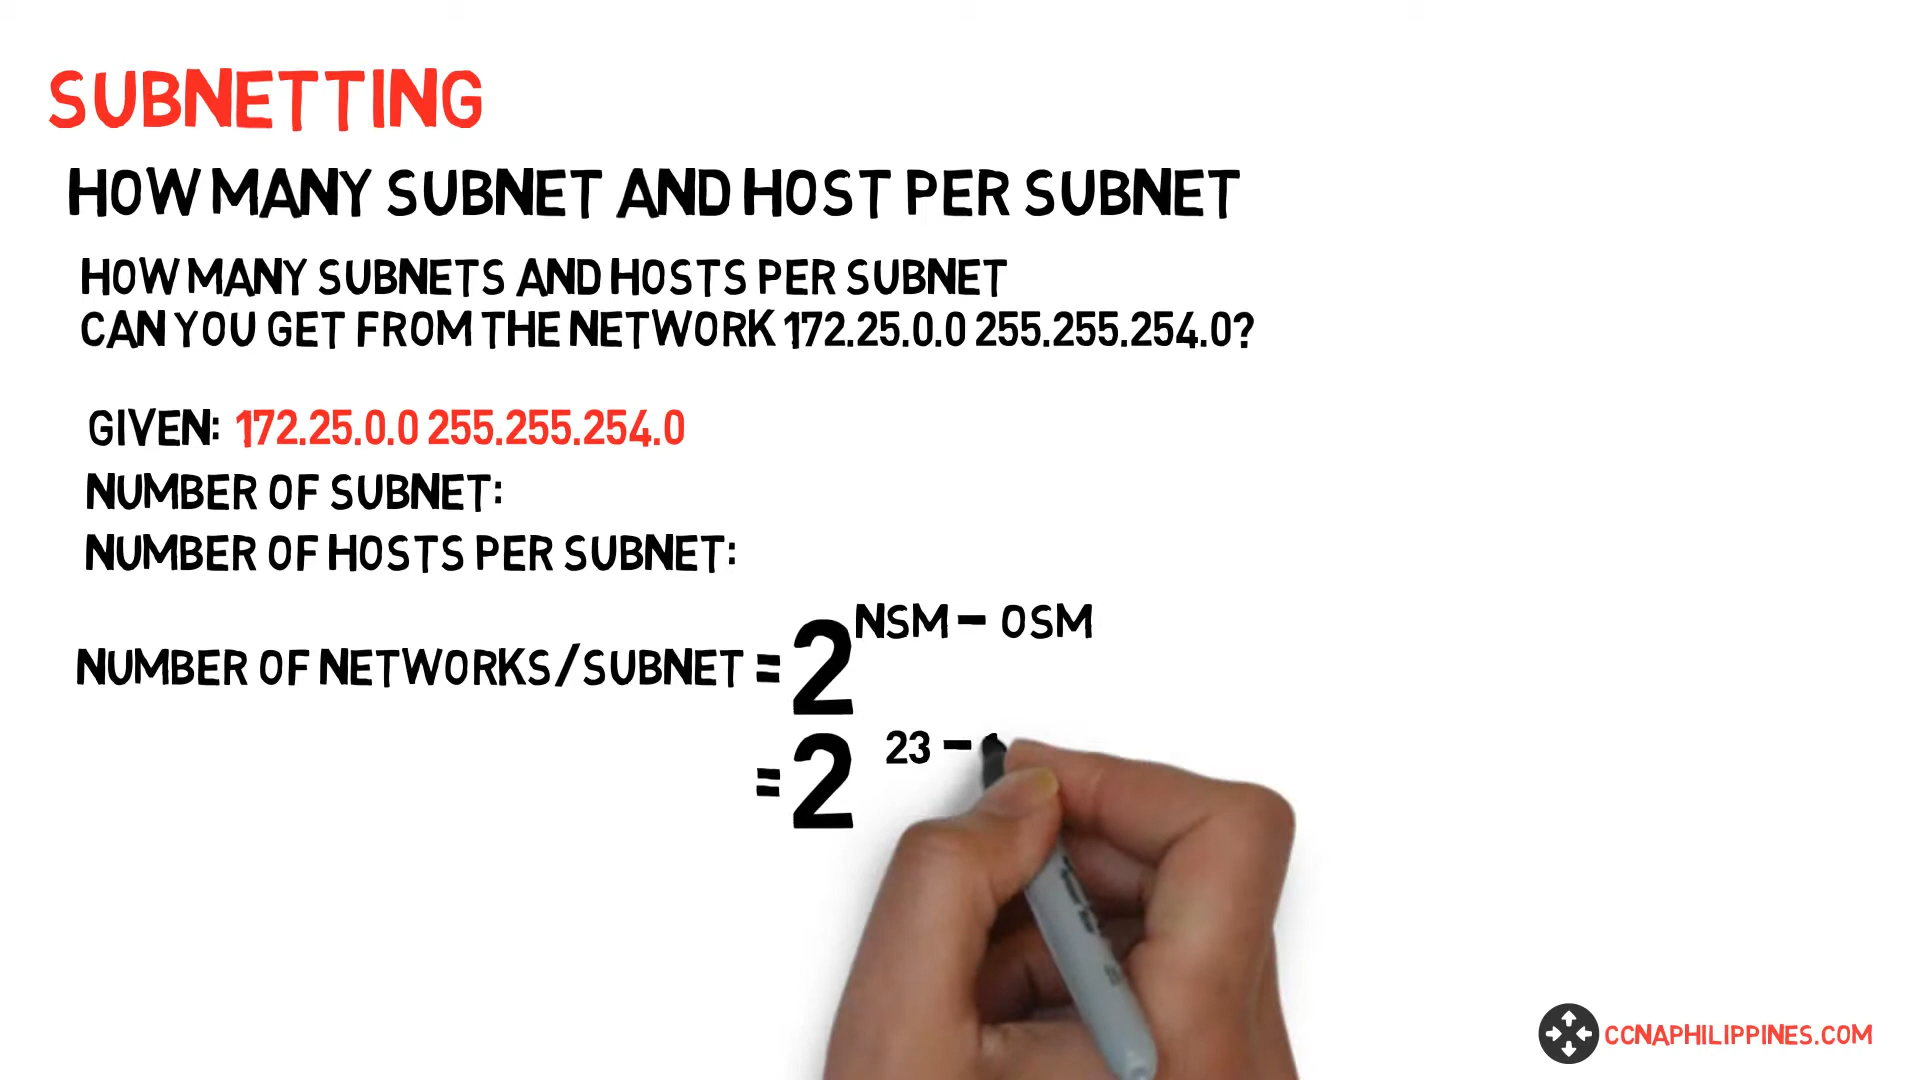 SUBNETTING
HOW MANY SUBNET AND HOST PER SUBNET
HOW MANY SUBNETS AND HOSTS PER SUBNET
CAN YOU GET FROM THE NETWORK 172.25.0.0 255.255.254.0?
GIVEN: 172.25.0.0 255.255.254.0
NUMBER OF SUBNET:
NUMBER OF HOSTS PER SUBNET:
NUMBER OF NETWORKS/SUBNET = 2 NSM - OSM
= 2 23 -
CCNAPHILIPPINES.COM